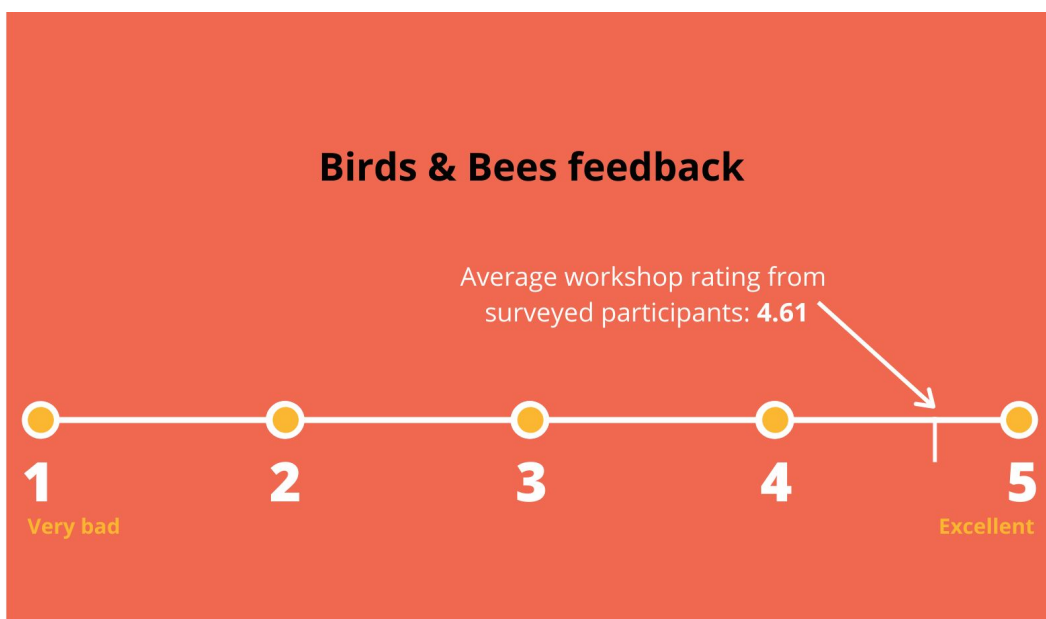 Birds & Bees feedback
Average workshop rating from
surveyed participants: 4.61
1 2 3 4 5
Very bad Excellent